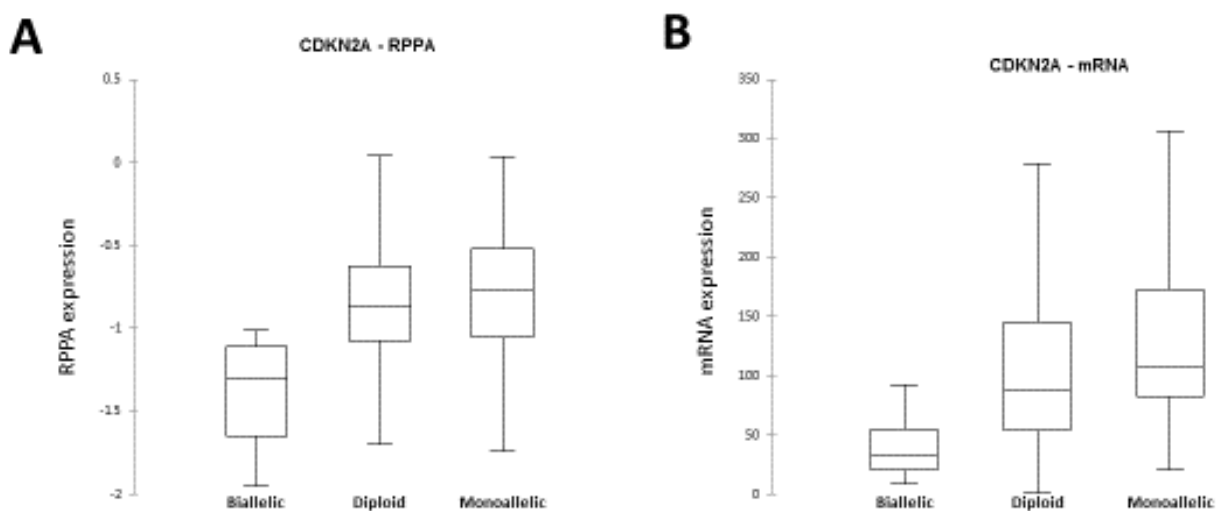 A
CDKN2A - RPPA
RPPA expression
0.5
0
-0.5
-1
-1.5
-2
Biallelic Diploid Monoallelic
B
CDKN2A - mRNA
mRNA expression
350
300
250
200
150
100
50
0
Biallelic Diploid Monoallelic